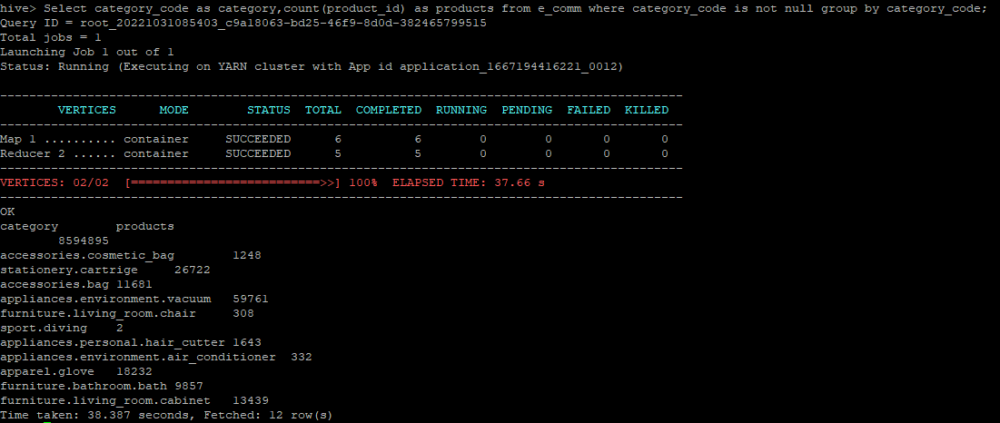 hive> Select category_code as category,count(product_id) as products from e_comm where category_code is not null group by category_code;
Query ID = root_20221031085403_c9a18063-bd25-46f9-8d0d-382465799515
Total jobs = 1
Launching Job 1 out of 1
Status: Running (Executing on YARN cluster with App id application_1667194416221_0012)
--------------------------------------------------------------------------------------------
VERTICES MODE STATUS TOTAL COMPLETED RUNNING PENDING FAILED KILLED
--------------------------------------------------------------------------------------------
Map 1 .......... container SUCCEEDED 6 6 0 0 0 0
Reducer 2 ...... container SUCCEEDED 5 5 0 0 0 0
--------------------------------------------------------------------------------------------
VERTICES: 02/02 [==========================>>] 100% ELAPSED TIME: 37.66 s
--------------------------------------------------------------------------------------------
OK
category products
8594895
accessories.cosmetic_bag 1248
stationery.cartrige 26722
accessories.bag 11681
appliances.environment.vacuum 59761
furniture.living_room.chair 308
sport.diving 2
appliances.personal.hair_cutter 1643
appliances.environment.air_conditioner 332
apparel.glove 18232
furniture.bathroom.bath 9857
furniture.living_room.cabinet 13439
Time taken: 38.387 seconds, Fetched: 12 row(s)